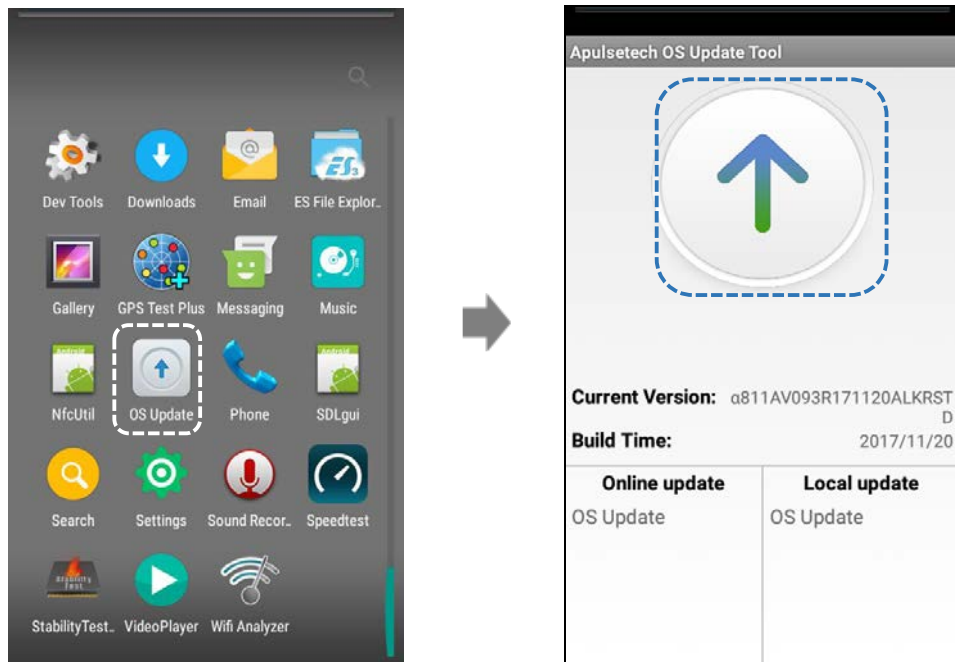 Dev Tools Downloads Email ES File Explor..
Gallery GPS Test Plus Messaging Music
NfcUtil OS Update Phone SDLgui
Search Settings Sound Recor.. Speedtest
StabilityTest.. VideoPlayer Wifi Analyzer
Apulsetech OS Update Tool
Current Version: α811AV093R171120ALKRST
D
Build Time: 2017/11/20
Online update Local update
OS Update OS Update